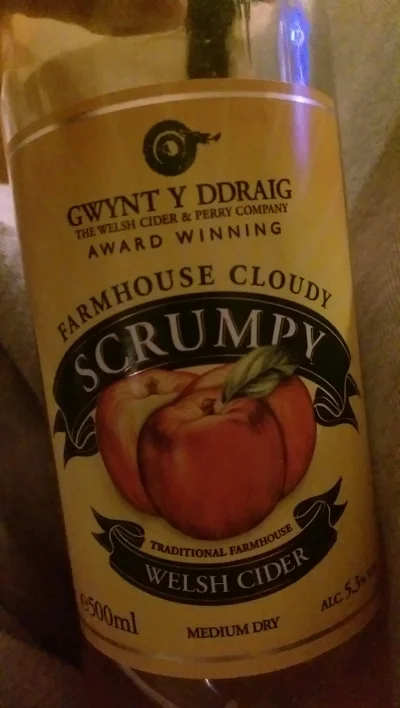 GWYNT Y DDRAIG
THE WELSH CIDER & PERRY COMPANY
AWARD WINNING
FARMHOUSE CLOUDY
SCRUMPY
TRADITIONAL FARMHOUSE
WELSH CIDER
e500ml
MEDIUM DRY
ALC 5.3%